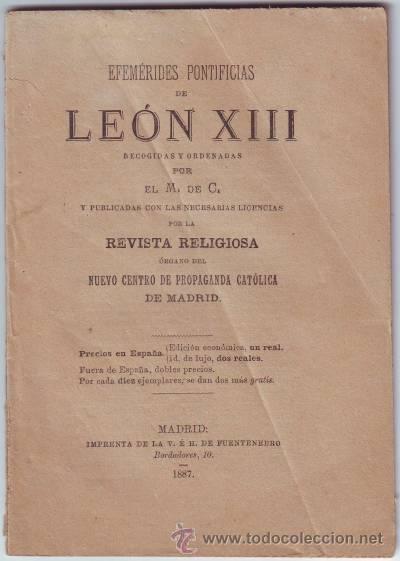 EFEMÉRIDES PONTIFICIAS
DE
LEÓN XIII
RECOGIDAS Y ORDENADAS
POR
EL M. DE C.
Y PUBLICADAS CON LAS NECESARIAS LICENCIAS
POR LA
REVISTA RELIGIOSA
ÓRGANO DEL
NUEVO CENTRO DE PROPAGANDA CATÓLICA
DE MADRID.
Precios en España. (Edición económica, un real.
(id. de lujo, dos reales.
Fuera de España, dobles precios.
Por cada diez ejemplares, se dan dos más gratis.
MADRID:
IMPRENTA DE LA V. É H. DE FUENTENEBRO
Bordadores, 10.
1887.
todocoleccion.net